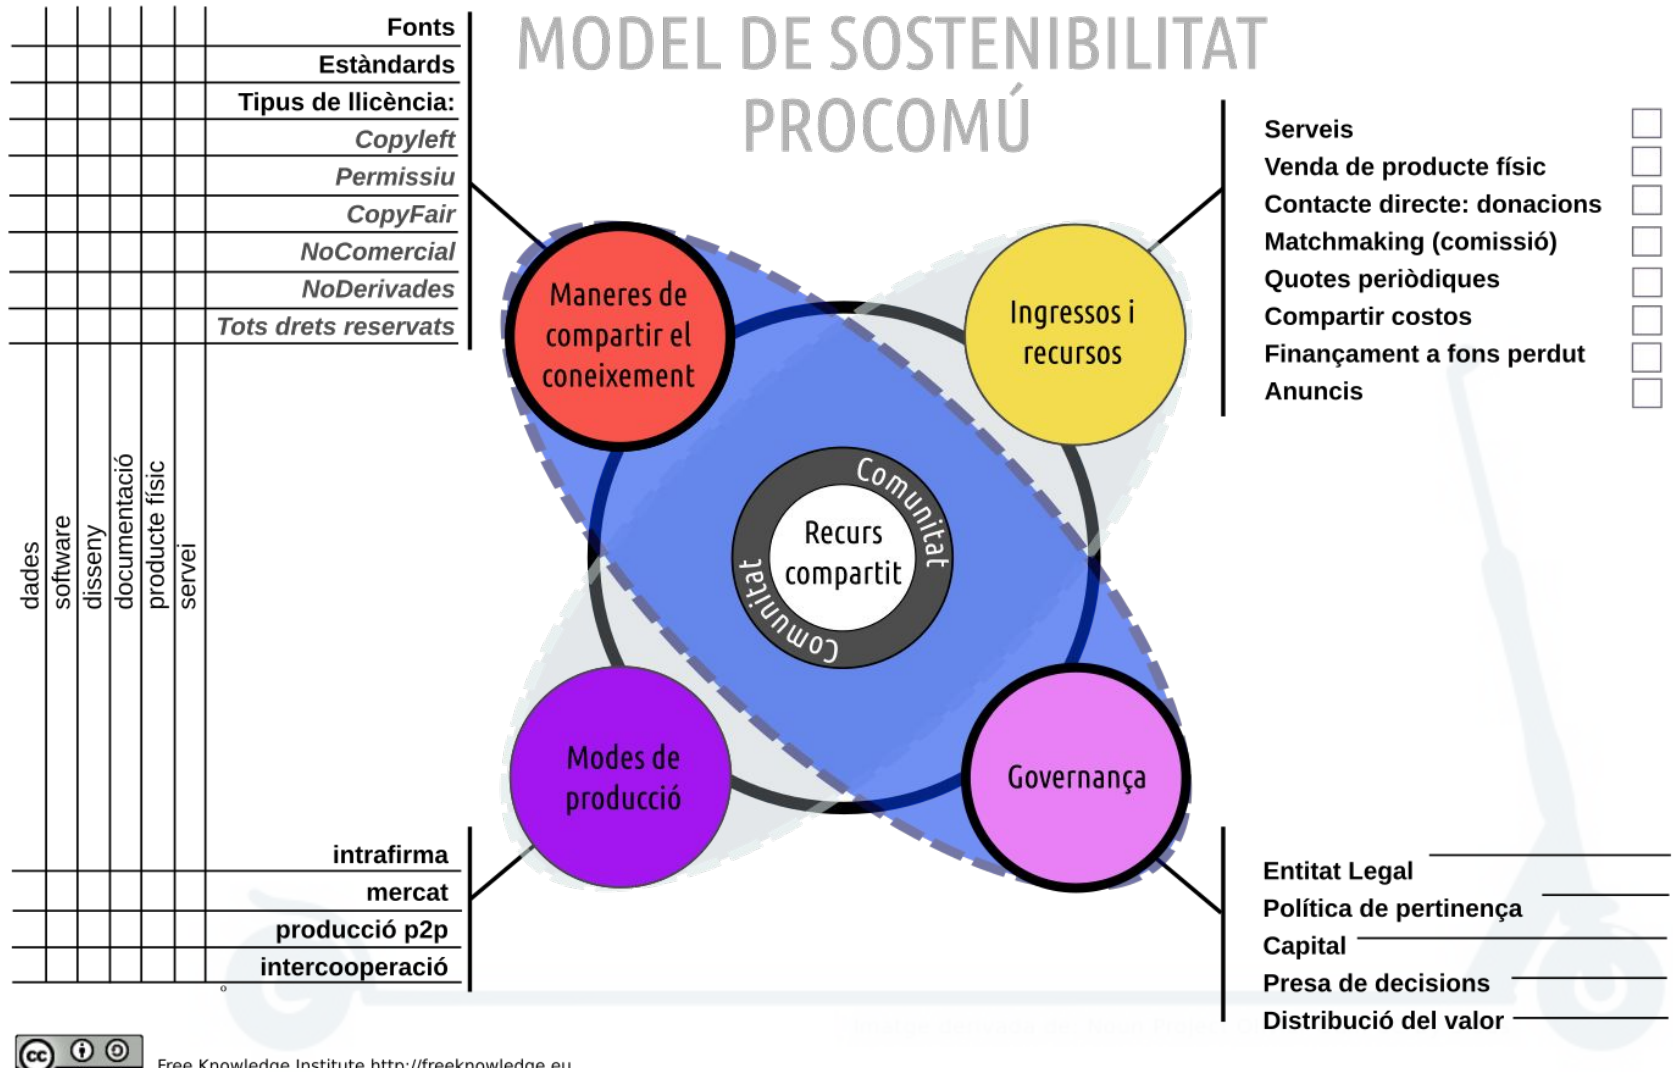 MODEL DE SOSTENIBILITAT
PROCOMÚ
Fonts
Estàndards
Tipus de llicència:
Copyleft
Permissiu
CopyFair
NoComercial
NoDerivades
Tots drets reservats
Serveis
Venda de producte físic
Contacte directe: donacions
Matchmaking (comissió)
Quotes periòdiques
Compartir costos
Finançament a fons perdut
Anuncis
Maneres de
compartir el
coneixement
Ingressos i
recursos
Comunitat
Recurs
compartit
Comunitat
dades
software
disseny
documentació
producte físic
servei
Modes de
producció
Governança
intrafirma
mercat
producció p2p
intercooperació
Entitat Legal
Política de pertinença
Capital
Presa de decisions
Distribució del valor
cc
Free Knowledge Institute http://freeknowledge.eu